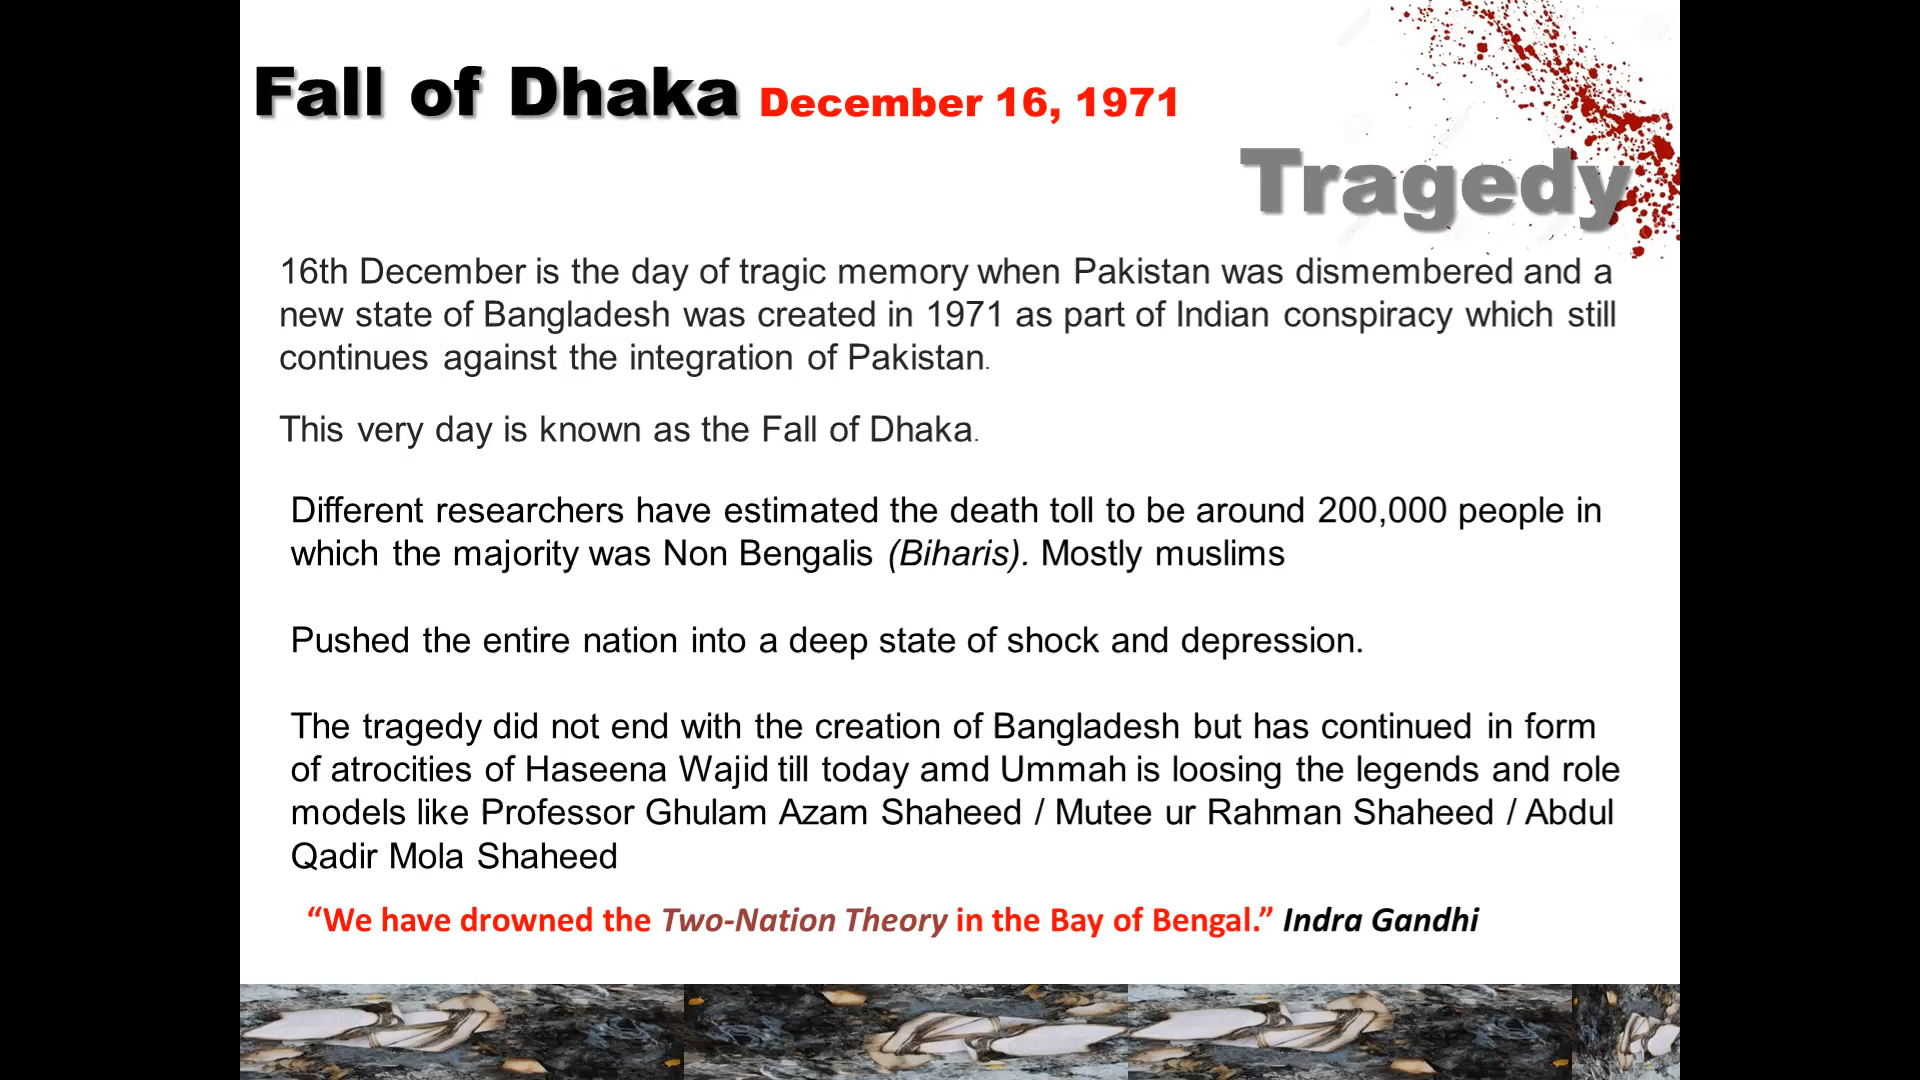 Fall of Dhaka December 16, 1971
Tragedy
16th December is the day of tragic memory when Pakistan was dismembered and a
new state of Bangladesh was created in 1971 as part of Indian conspiracy which still
continues against the integration of Pakistan.
This very day is known as the Fall of Dhaka.
Different researchers have estimated the death toll to be around 200,000 people in
which the majority was Non Bengalis (Biharis). Mostly muslims
Pushed the entire nation into a deep state of shock and depression.
The tragedy did not end with the creation of Bangladesh but has continued in form
of atrocities of Haseena Wajid till today amd Ummah is loosing the legends and role
models like Professor Ghulam Azam Shaheed / Mutee ur Rahman Shaheed / Abdul
Qadir Mola Shaheed
“We have drowned the Two-Nation Theory in the Bay of Bengal.” Indra Gandhi